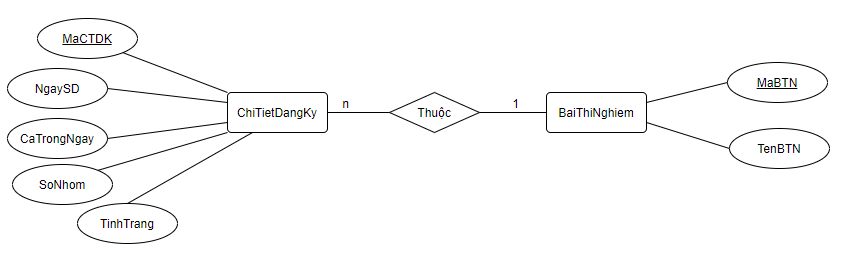 MaCTDK
NgaySD
CaTrongNgay
SoNhom
TinhTrang
ChiTietDangKy
n
Thuộc
1
BaiThiNghiem
MaBTN
TenBTN